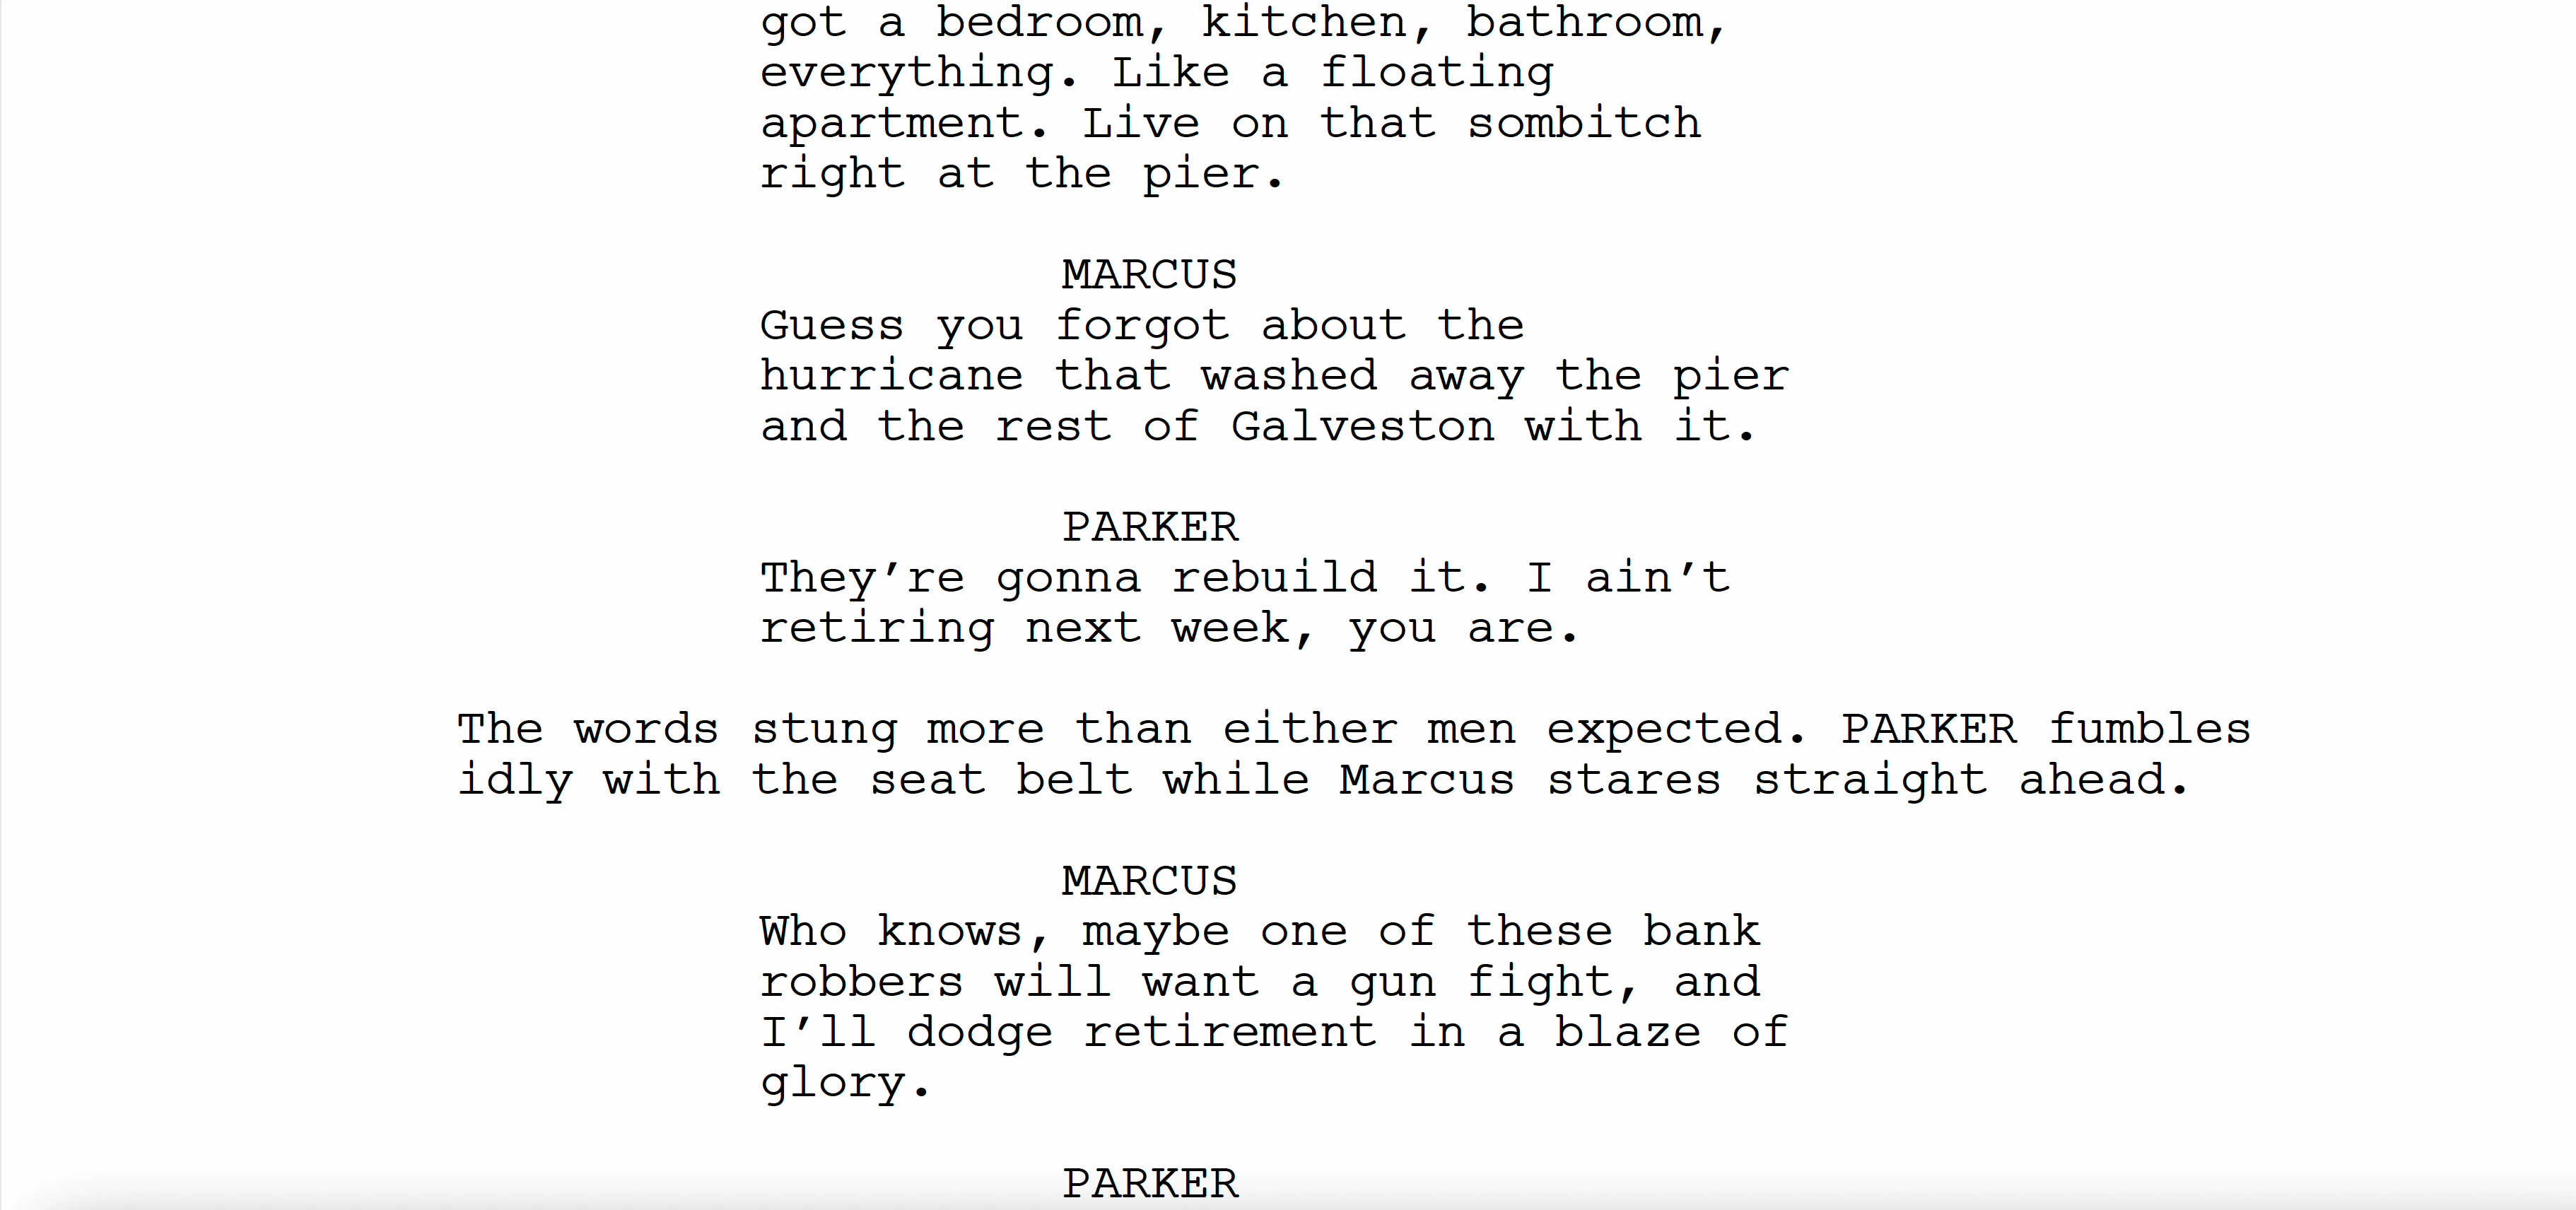 got a bedroom, kitchen, bathroom,
everything. Like a floating
apartment. Live on that sombitch
right at the pier.
MARCUS
Guess you forgot about the
hurricane that washed away the pier
and the rest of Galveston with it.
PARKER
They’re gonna rebuild it. I ain’t
retiring next week, you are.
The words stung more than either men expected. PARKER fumbles
idly with the seat belt while Marcus stares straight ahead.
MARCUS
Who knows, maybe one of these bank
robbers will want a gun fight, and
I’ll dodge retirement in a blaze of
glory.
PARKER